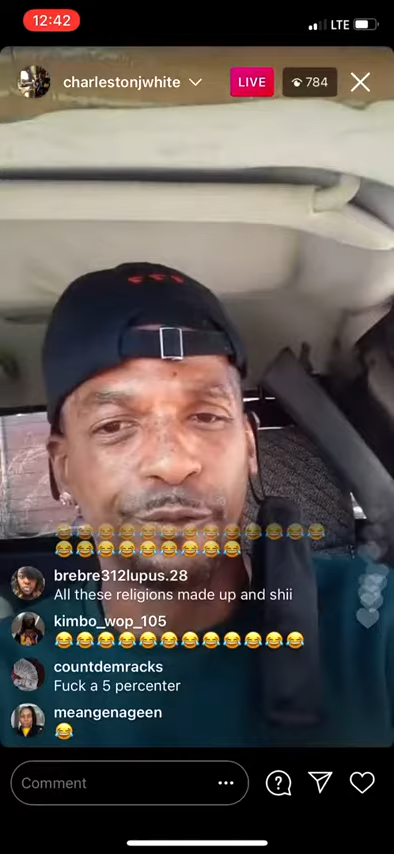 12:42
LTE
charlestonjwhite
LIVE
784
😂😂😂😂😂😂😂😂😂😂😂😂😂
😂😂😂😂😂😂😂😂😂
brebre312lupus.28
All these religions made up and shii
kimbo_wop_105
😂😂😂😂😂😂😂😂😂😂😂😂
countdemracks
Fuck a 5 percenter
meangenageen
😂
Comment